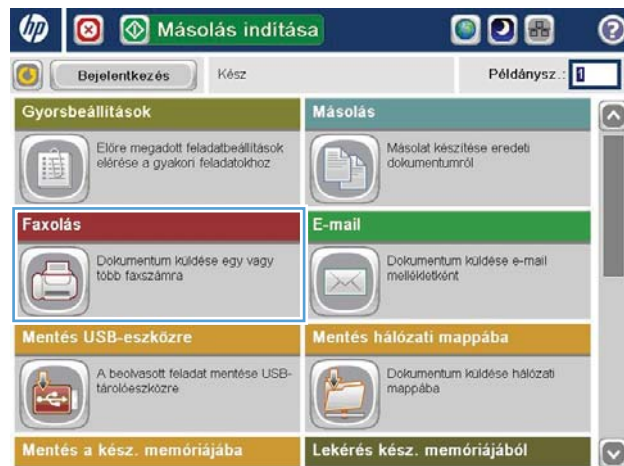 hp
Másolás indítása
?
Bejelentkezés
Kész
Példánysz.: 1
Gyorsbeállítások
Előre megadott feladatbeállítások
elérése a gyakori feladatokhoz
Másolás
Másolat készítése eredeti
dokumentumról
Faxolás
Dokumentum küldése egy vagy
több faxszámra
E-mail
Dokumentum küldése e-mail
mellékletként
Mentés USB-eszközre
A beolvasott feladat mentése USB-
tárolóeszközre
Mentés hálózati mappába
Dokumentum küldése hálózati
mappába
Mentés a kész. memóriájába
Lekérés kész. memóriájából